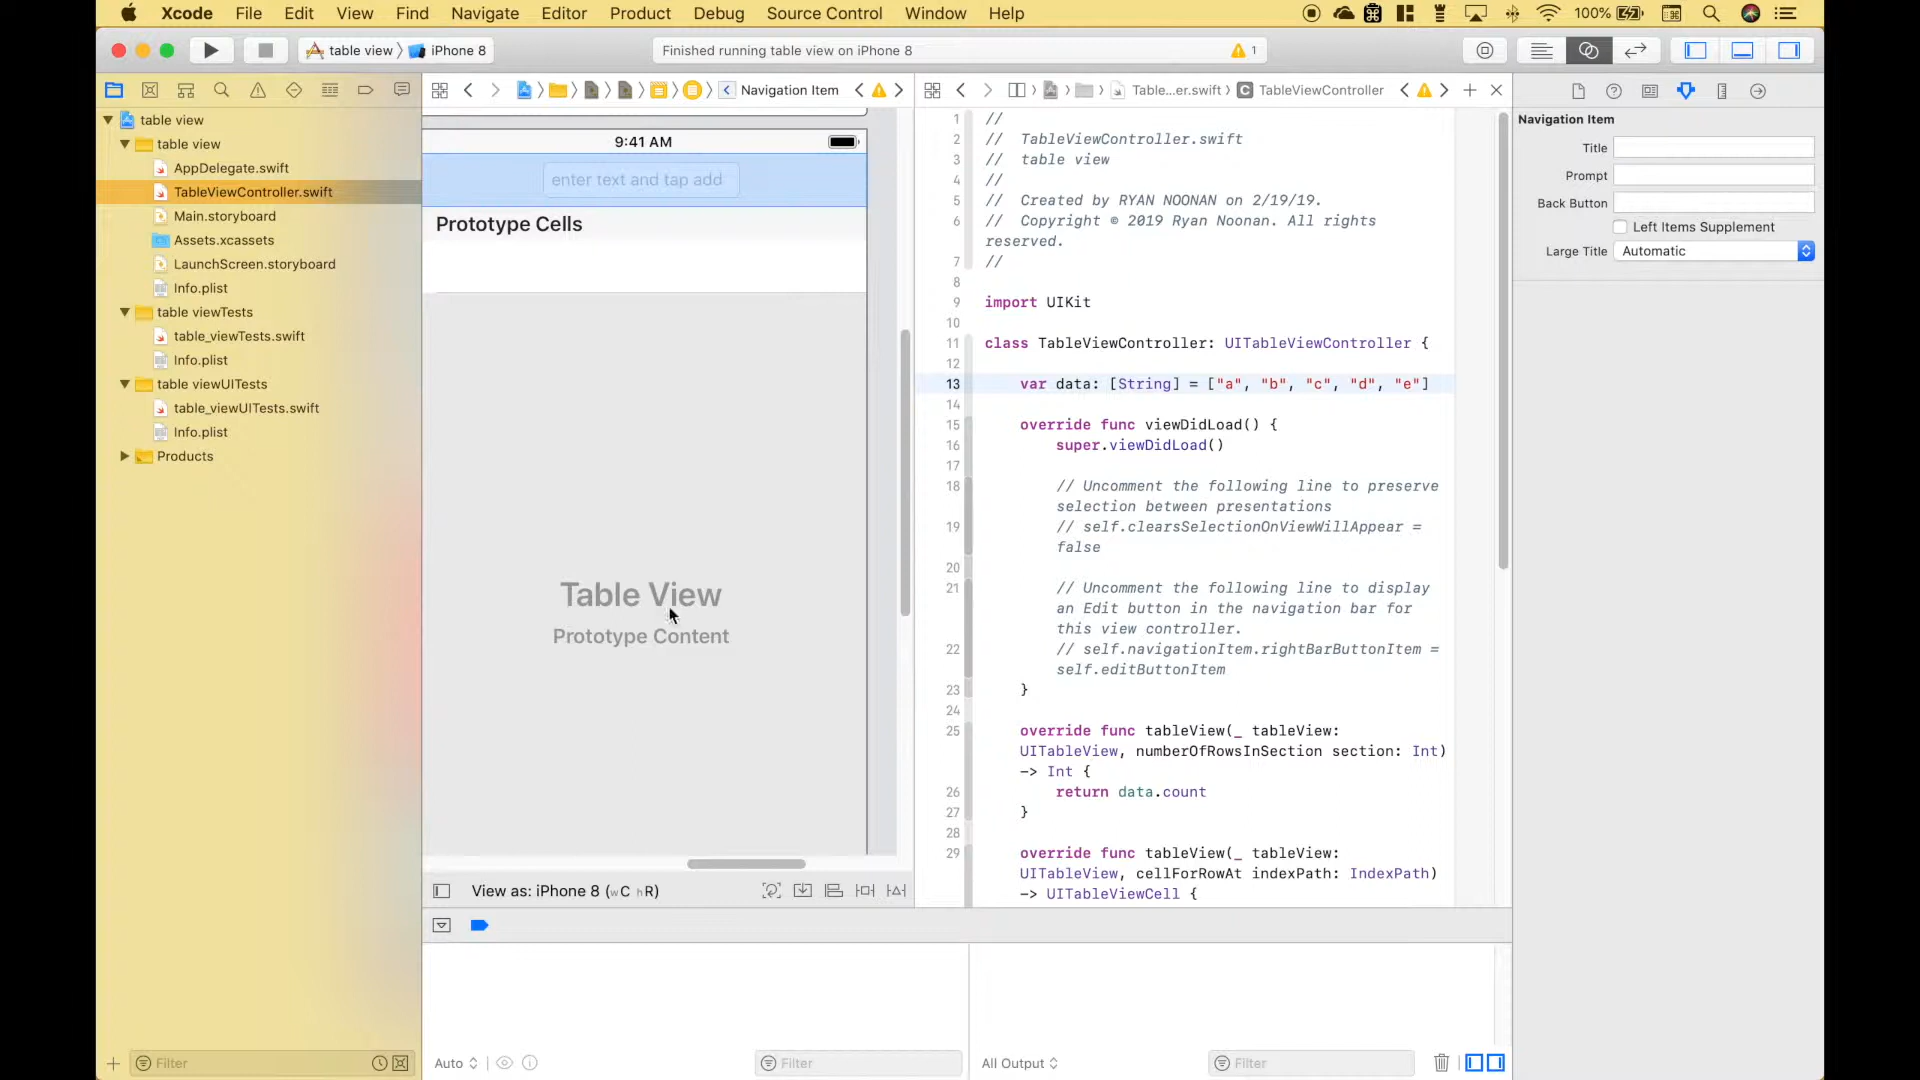 Xcode File Edit View Find Navigate Editor Product Debug Source Control Window Help 100%
table view iPhone 8
Finished running table view on iPhone 8
1
Navigation Item
Table...er.swift TableViewController
table view
table view
AppDelegate.swift
TableViewController.swift
Main.storyboard
Assets.xcassets
LaunchScreen.storyboard
Info.plist
table viewTests
table_viewTests.swift
Info.plist
table viewUITests
table_viewUITests.swift
Info.plist
Products
Filter
9:41 AM
enter text and tap add
Prototype Cells
Table View
Prototype Content
View as: iPhone 8 (wC hR)
1 //
2 // TableViewController.swift
3 // table view
4 //
5 // Created by RYAN NOONAN on 2/19/19.
6 // Copyright © 2019 Ryan Noonan. All rights
reserved.
7 //
8
9 import UIKit
10
11 class TableViewController: UITableViewController {
12
13 var data: [String] = ["a", "b", "c", "d", "e"]
14
15 override func viewDidLoad() {
16 super.viewDidLoad()
17
18 // Uncomment the following line to preserve
selection between presentations
19 // self.clearsSelectionOnViewWillAppear =
false
20
21 // Uncomment the following line to display
an Edit button in the navigation bar for
this view controller.
22 // self.navigationItem.rightBarButtonItem =
self.editButtonItem
23 }
24
25 override func tableView(_ tableView:
UITableView, numberOfRowsInSection section: Int)
-> Int {
26 return data.count
27 }
28
29 override func tableView(_ tableView:
UITableView, cellForRowAt indexPath: IndexPath)
-> UITableViewCell {
Auto
Filter
All Output
Filter
Navigation Item
Title
Prompt
Back Button
Left Items Supplement
Large Title Automatic